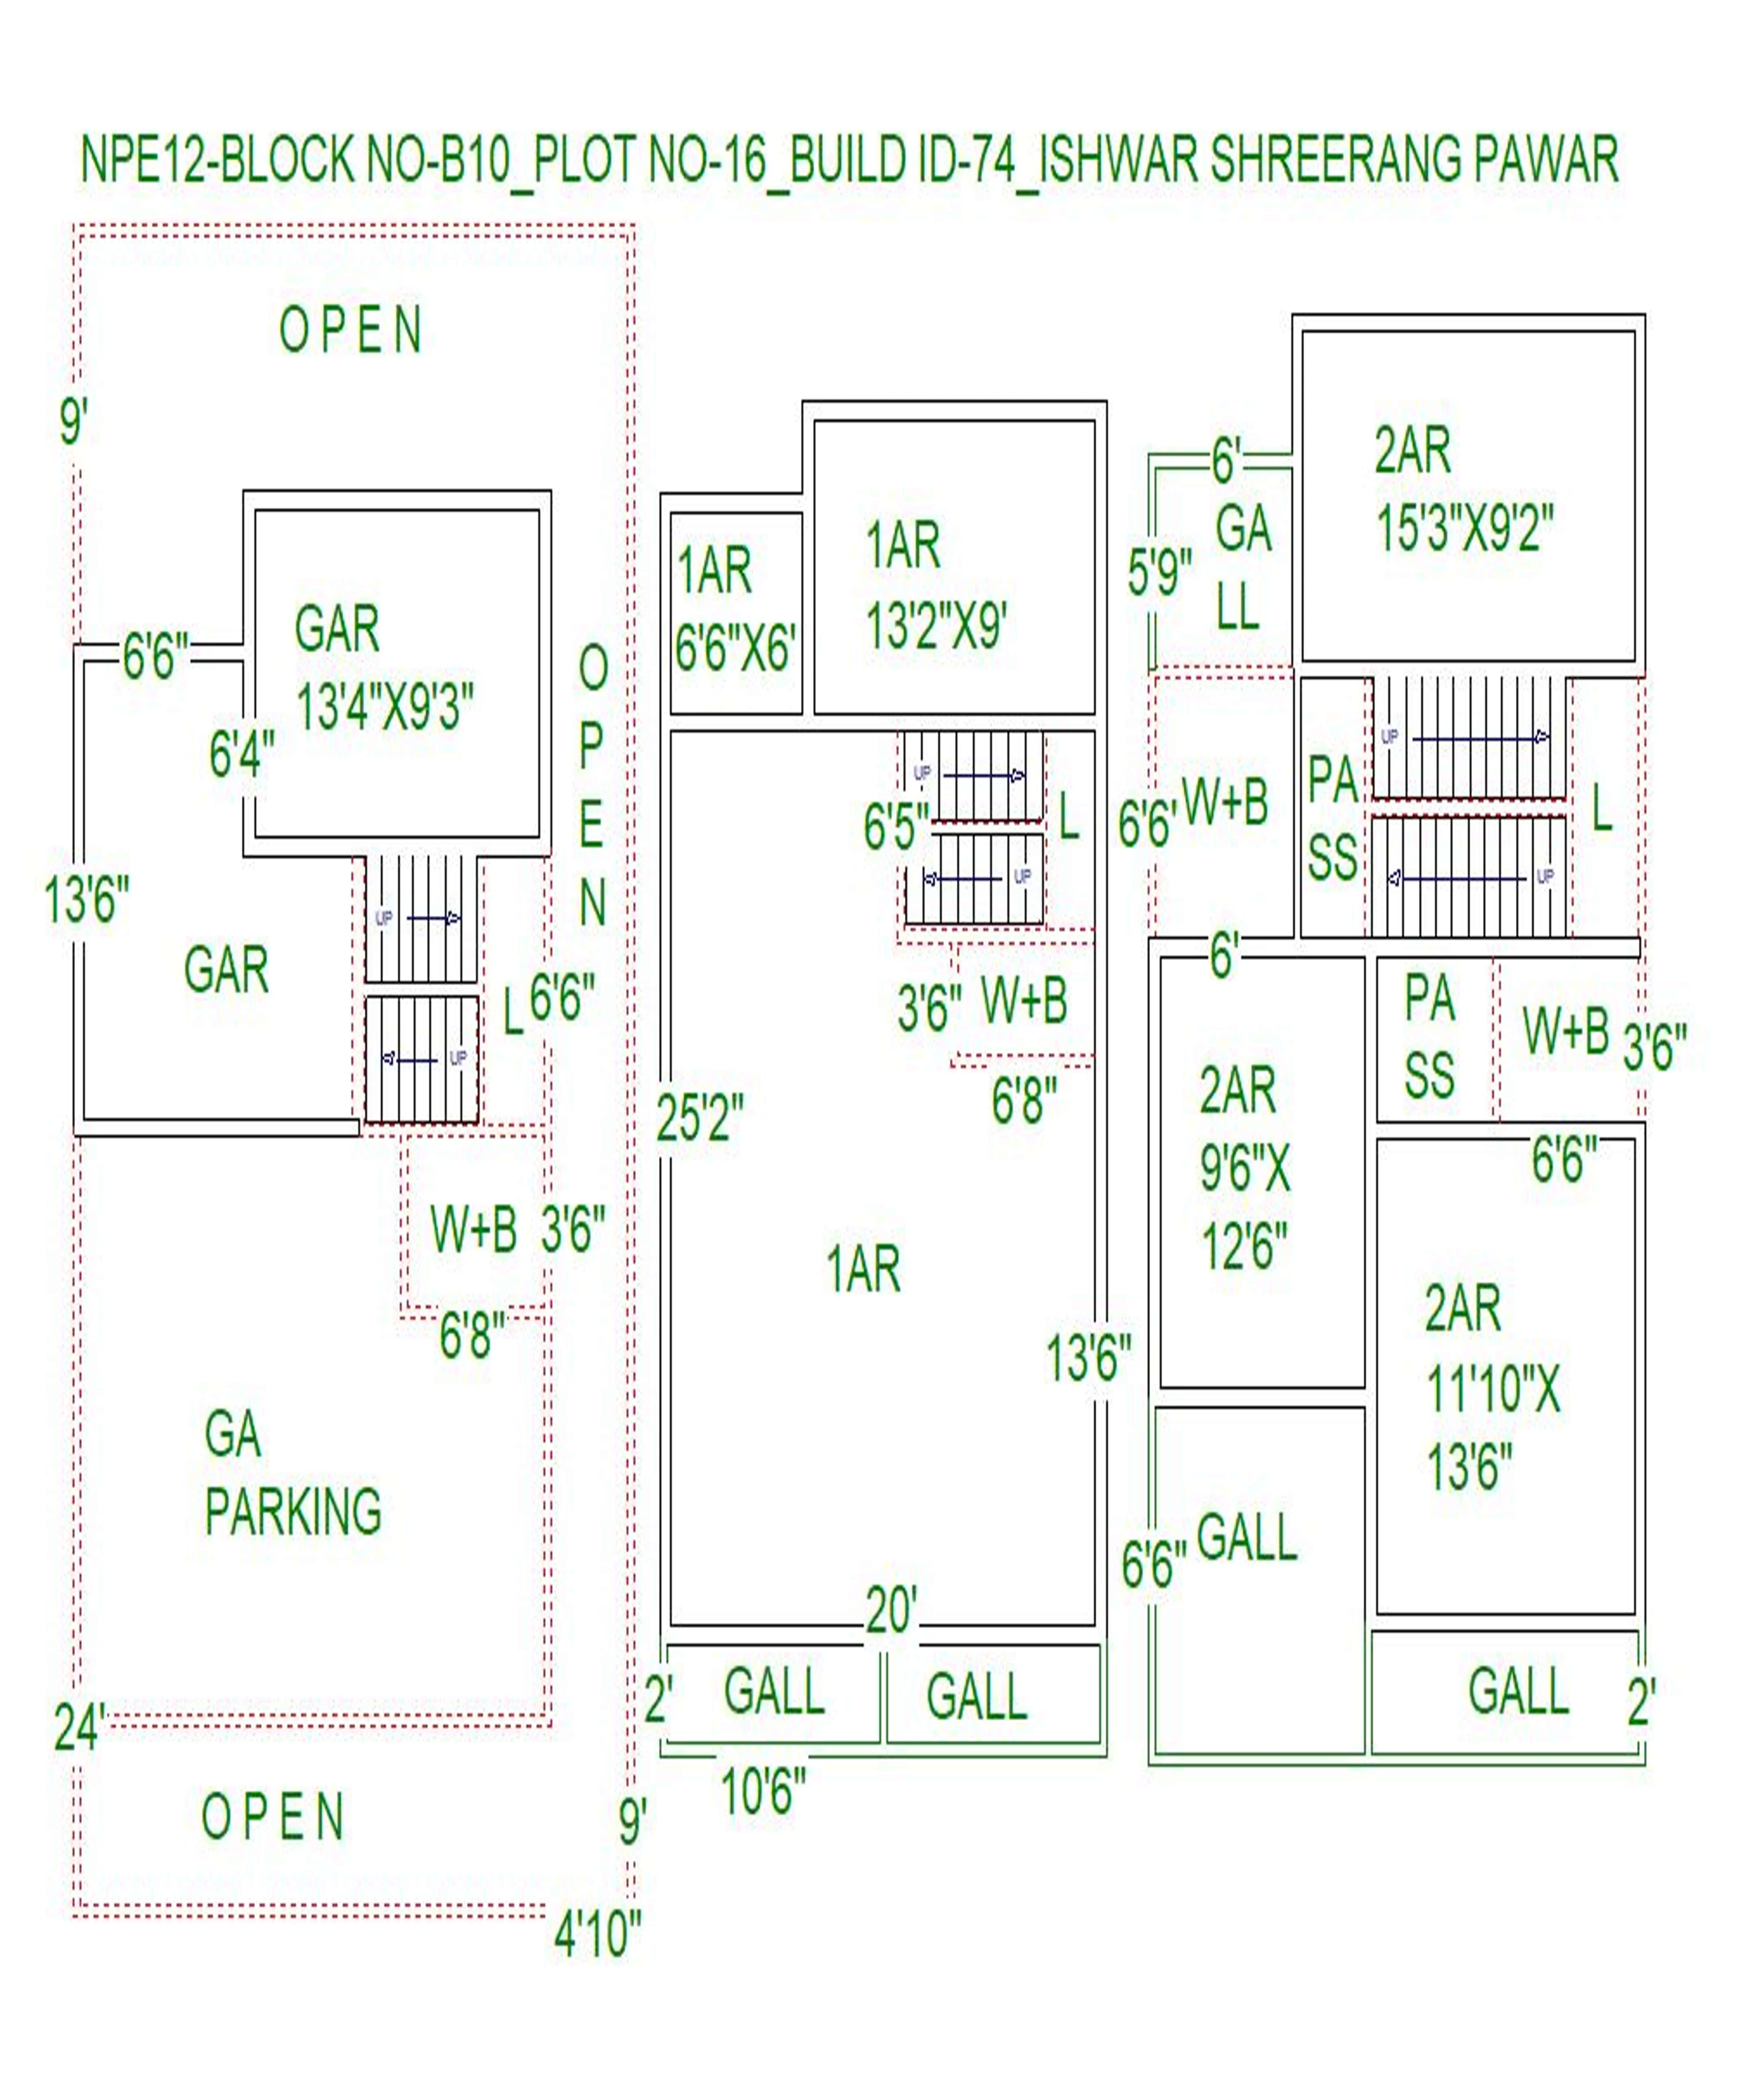 NPE12-BLOCK NO-B10_PLOT NO-16_BUILD ID-74_ISHWAR SHREERANG PAWAR
OPEN
9'
6'6"
GAR
13'4"X9'3"
6'4"
OPEN
13'6"
GAR
UP
UP
L
6'6"
W+B
3'6"
6'8"
GA
PARKING
24'
OPEN
9'
4'10"
1AR
6'6"X6'
1AR
13'2"X9'
UP
6'5"
L
UP
3'6"
W+B
6'8"
25'2"
1AR
13'6"
20'
2'
GALL
GALL
10'6"
2AR
15'3"X9'2"
6'
GA
LL
5'9"
6'6'
W+B
PA
SS
UP
UP
L
6'
PA
SS
W+B
3'6"
6'6"
2AR
9'6"X
12'6"
2AR
11'10"X
13'6"
6'6"
GALL
GALL
2'